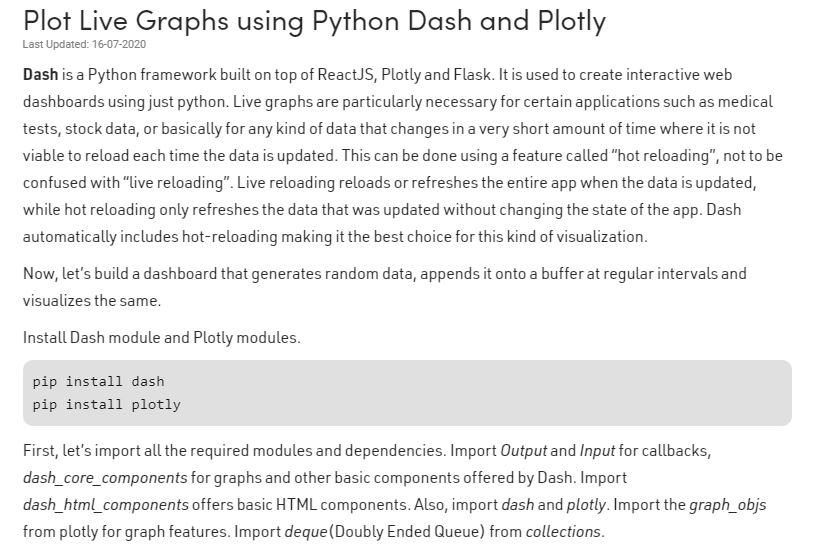 Plot Live Graphs using Python Dash and Plotly
Last Updated: 16-07-2020
Dash is a Python framework built on top of ReactJS, Plotly and Flask. It is used to create interactive web
dashboards using just python. Live graphs are particularly necessary for certain applications such as medical
tests, stock data, or basically for any kind of data that changes in a very short amount of time where it is not
viable to reload each time the data is updated. This can be done using a feature called “hot reloading”, not to be
confused with “live reloading”. Live reloading reloads or refreshes the entire app when the data is updated,
while hot reloading only refreshes the data that was updated without changing the state of the app. Dash
automatically includes hot-reloading making it the best choice for this kind of visualization.
Now, let’s build a dashboard that generates random data, appends it onto a buffer at regular intervals and
visualizes the same.
Install Dash module and Plotly modules.
pip install dash
pip install plotly
First, let’s import all the required modules and dependencies. Import Output and Input for callbacks,
dash_core_components for graphs and other basic components offered by Dash. Import
dash_html_components offers basic HTML components. Also, import dash and plotly. Import the graph_objs
from plotly for graph features. Import deque(Doubly Ended Queue) from collections.